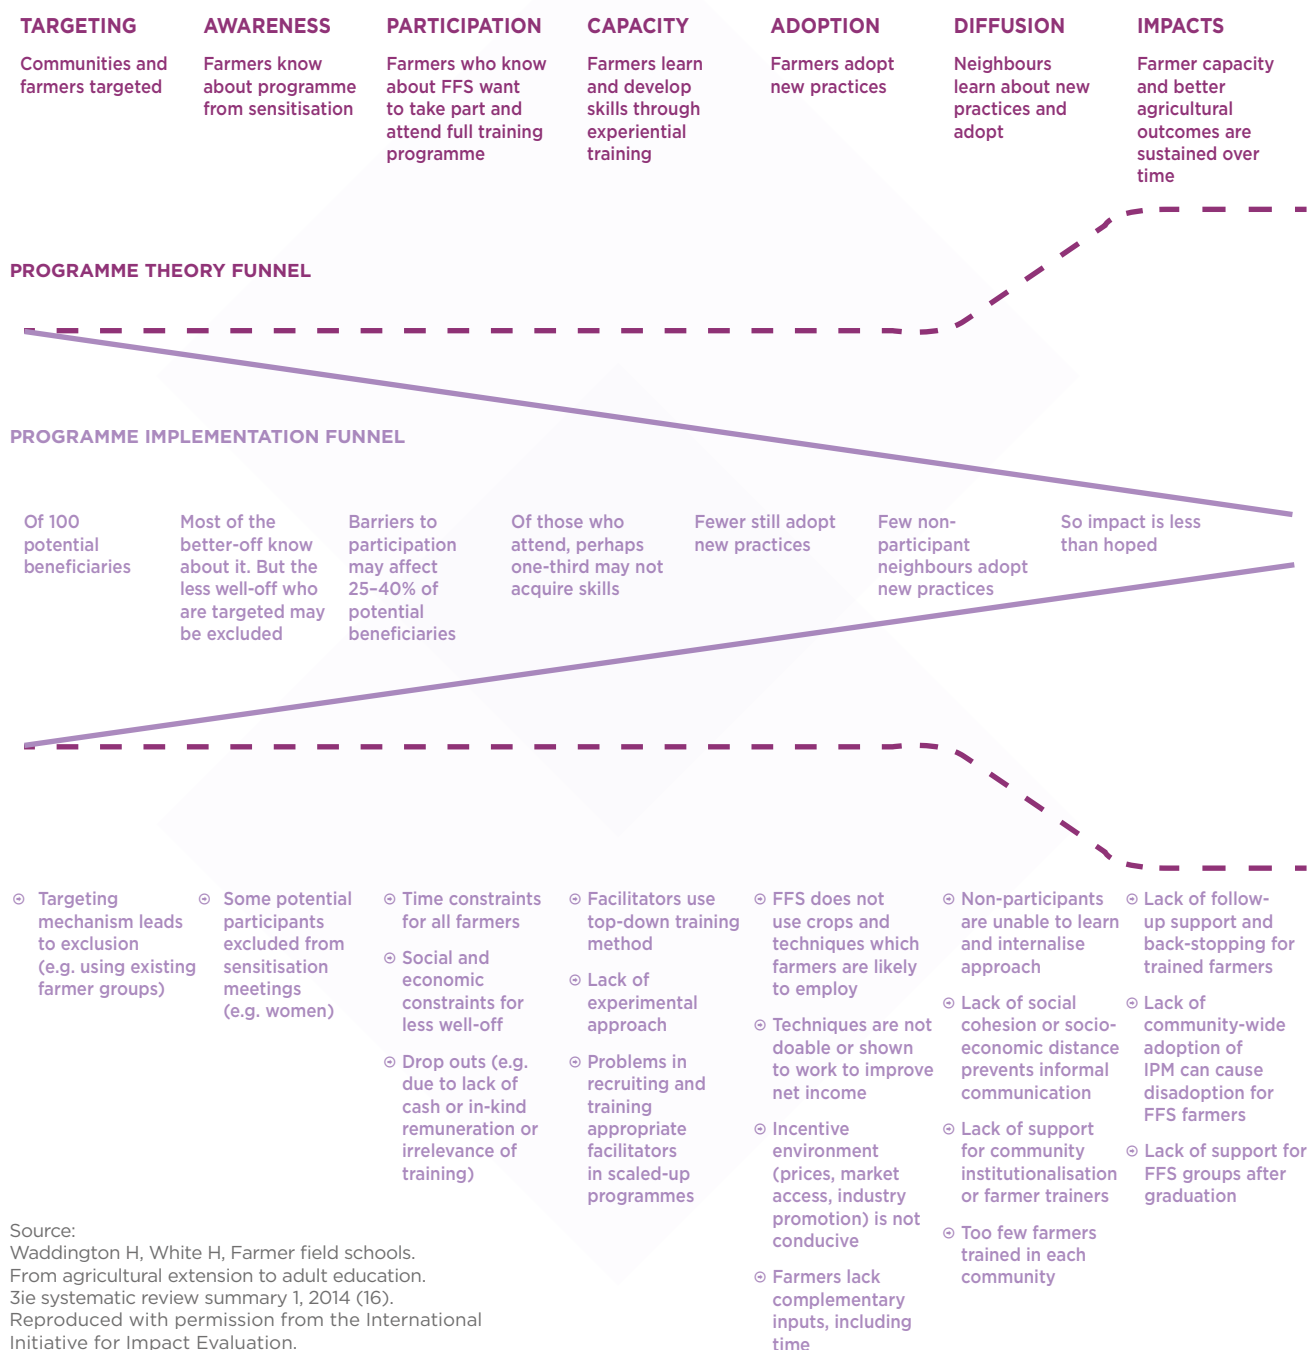 TARGETING
Communities and
farmers targeted
AWARENESS
Farmers know
about programme
from sensitisation
PARTICIPATION
Farmers who know
about FFS want
to take part and
attend full training
programme
CAPACITY
Farmers learn
and develop
skills through
experiential
training
ADOPTION
Farmers adopt
new practices
DIFFUSION
Neighbours
learn about new
practices and
adopt
IMPACTS
Farmer capacity
and better
agricultural
outcomes are
sustained over
time
PROGRAMME THEORY FUNNEL
PROGRAMME IMPLEMENTATION FUNNEL
Of 100
potential
beneficiaries
Most of the
better-off know
about it. But the
less well-off who
are targeted may
be excluded
Barriers to
participation
may affect
25–40% of
potential
beneficiaries
Of those who
attend, perhaps
one-third may not
acquire skills
Fewer still adopt
new practices
Few non-
participant
neighbours adopt
new practices
So impact is less
than hoped
Targeting
mechanism leads
to exclusion
(e.g. using existing
farmer groups)
Some potential
participants
excluded from
sensitisation
meetings
(e.g. women)
Time constraints
for all farmers
Social and
economic
constraints for
less well-off
Drop outs (e.g.
due to lack of
cash or in-kind
remuneration or
irrelevance of
training)
Facilitators use
top-down training
method
Lack of
experimental
approach
Problems in
recruiting and
training
appropriate
facilitators
in scaled-up
programmes
FFS does not
use crops and
techniques which
farmers are likely
to employ
Techniques are not
doable or shown
to work to improve
net income
Incentive
environment
(prices, market
access, industry
promotion) is not
conducive
Farmers lack
complementary
inputs, including
time
Non-participants
are unable to learn
and internalise
approach
Lack of social
cohesion or socio-
economic distance
prevents informal
communication
Lack of support
for community
institutionalisation
or farmer trainers
Too few farmers
trained in each
community
Lack of follow-
up support and
back-stopping for
trained farmers
Lack of
community-wide
adoption of
IPM can cause
disadoption for
FFS farmers
Lack of support for
FFS groups after
graduation
Source:
Waddington H, White H, Farmer field schools.
From agricultural extension to adult education.
3ie systematic review summary 1, 2014 (16).
Reproduced with permission from the International
Initiative for Impact Evaluation.